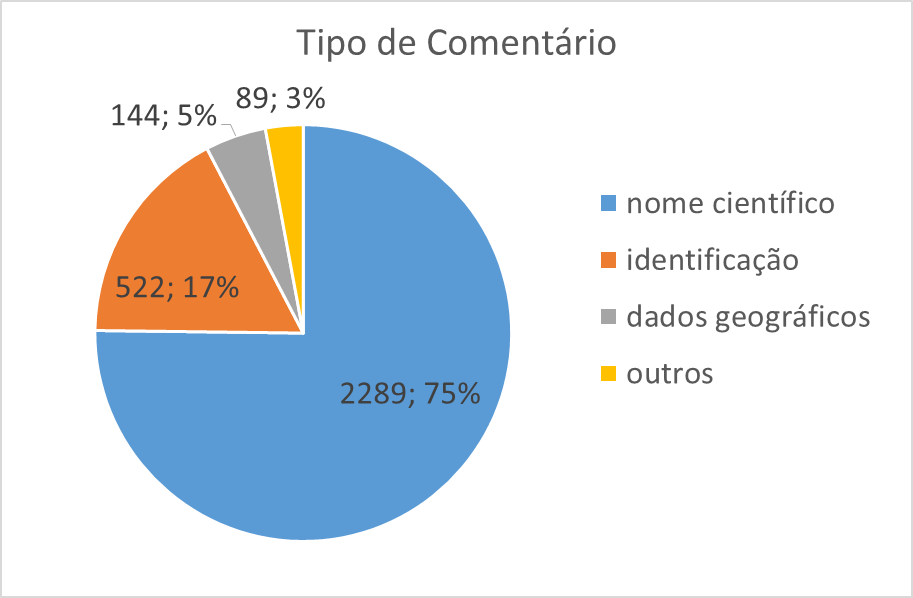 Tipo de Comentário
89; 3%
144; 5%
522; 17%
2289; 75%
nome científico
identificação
dados geográficos
outros